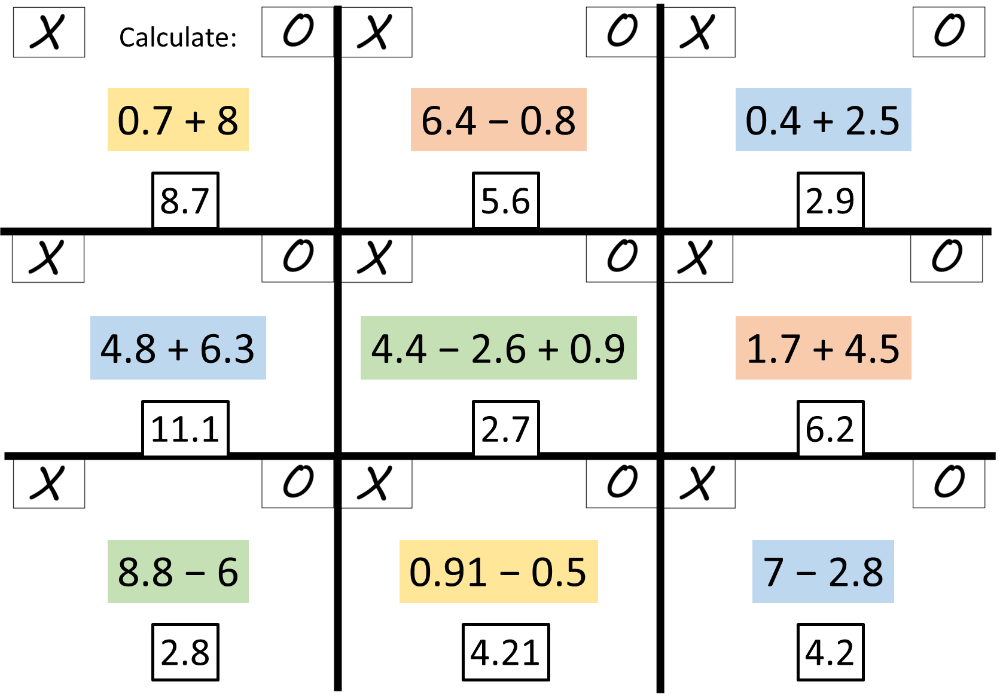 X Calculate: O X O X O
0.7 + 8 6.4 − 0.8 0.4 + 2.5
8.7 5.6 2.9
X O X O X O
4.8 + 6.3 4.4 − 2.6 + 0.9 1.7 + 4.5
11.1 2.7 6.2
X O X O X O
8.8 − 6 0.91 − 0.5 7 − 2.8
2.8 4.21 4.2